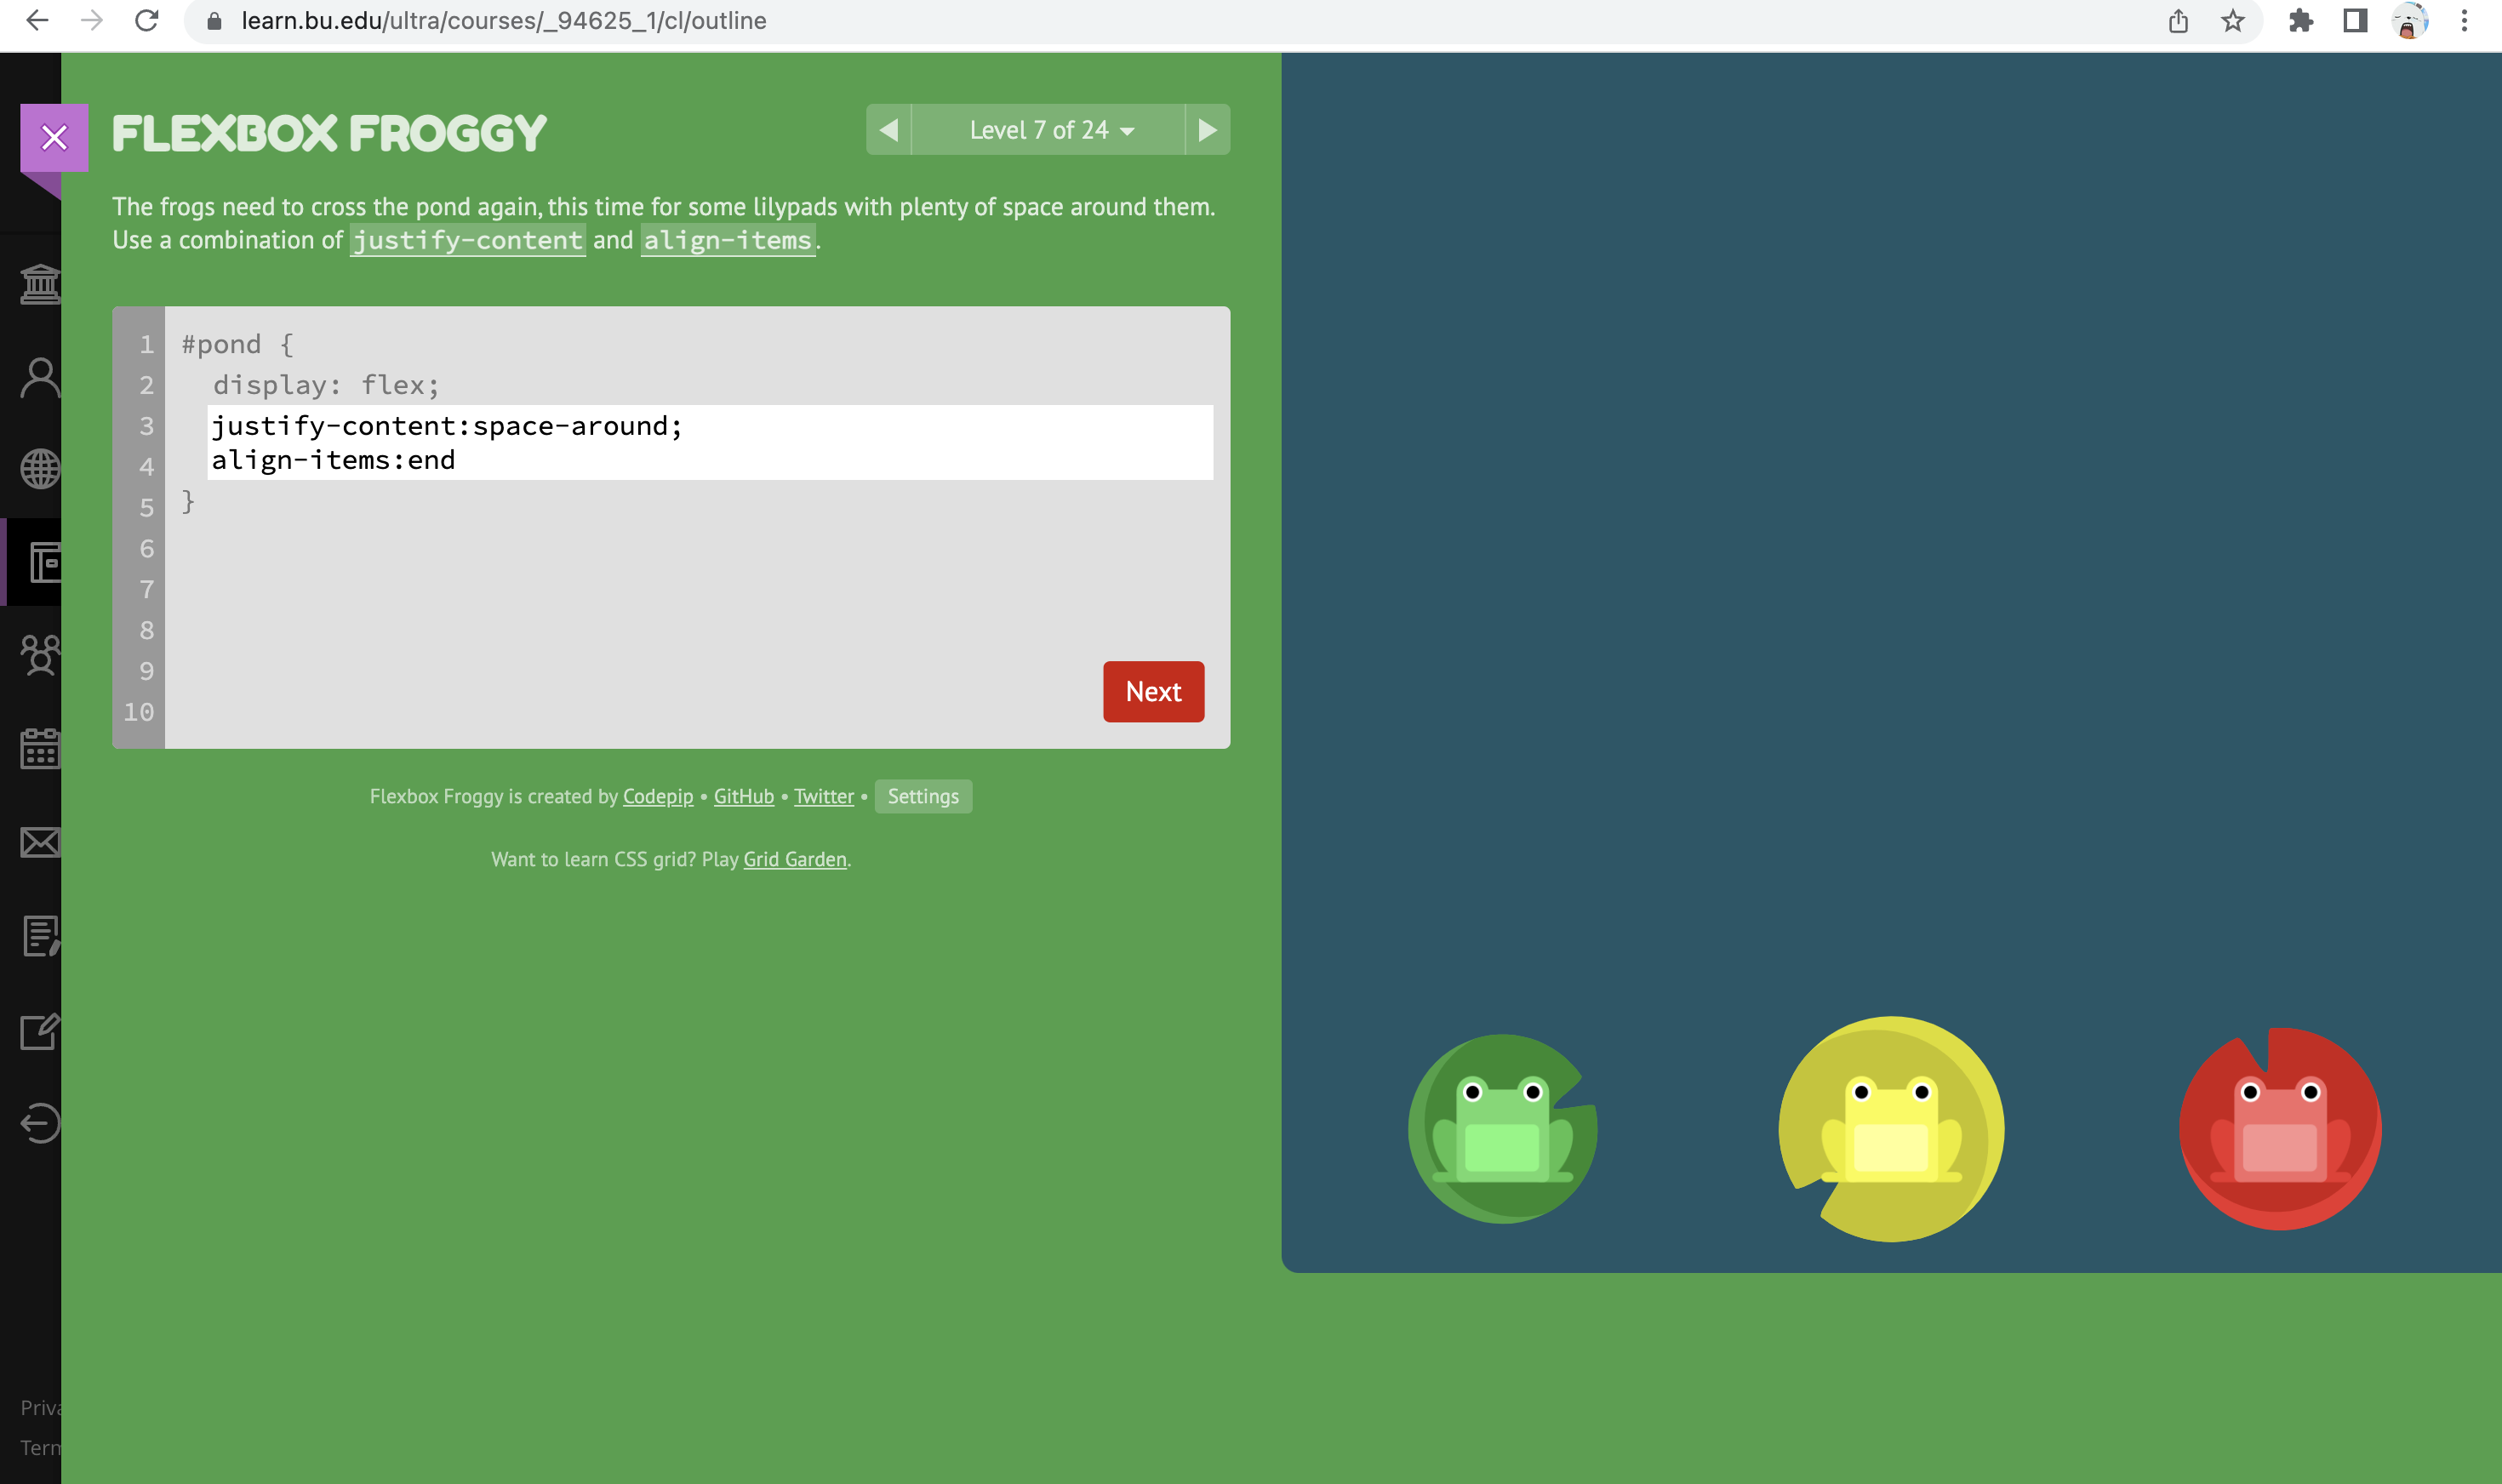 learn.bu.edu/ultra/courses/_94625_1/cl/outline
FLEXBOX FROGGY
Level 7 of 24
The frogs need to cross the pond again, this time for some lilypads with plenty of space around them.
Use a combination of justify-content and align-items.
1 #pond {
2 display: flex;
3 justify-content:space-around;
4 align-items:end
5 }
6
7
8
9
10
Next
Flexbox Froggy is created by Codepip • GitHub • Twitter • Settings
Want to learn CSS grid? Play Grid Garden.
Priva
Term